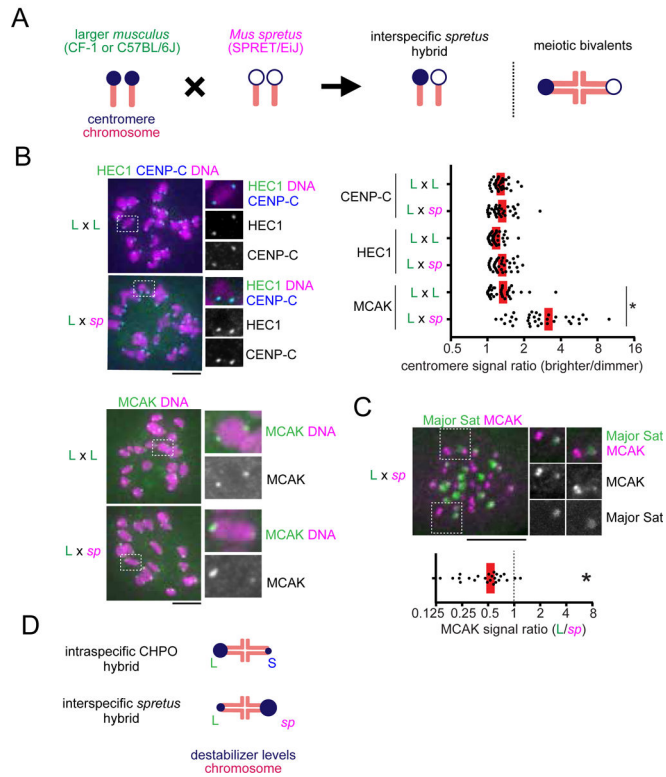 A
larger musculus
(CF-1 or C57BL/6J)
Mus spretus
(SPRET/EiJ)
interspecific spretus
hybrid
meiotic bivalents
centromere
chromosome
B
HEC1 CENP-C DNA
L x L
HEC1 DNA
CENP-C
HEC1
CENP-C
L x sp
HEC1 DNA
CENP-C
HEC1
CENP-C
CENP-C
L x L
L x sp
HEC1
L x L
L x sp
MCAK
L x L
L x sp
*
0.5 1 2 4 8 16
centromere signal ratio (brighter/dimmer)
MCAK DNA
L x L
MCAK DNA
MCAK
L x sp
MCAK DNA
MCAK
C
Major Sat MCAK
L x sp
Major Sat
MCAK
MCAK
Major Sat
*
0.125 0.25 0.5 1 2 4 8
MCAK signal ratio (L/sp)
D
intraspecific CHPO
hybrid
L S
interspecific spretus
hybrid
L sp
destabilizer levels
chromosome